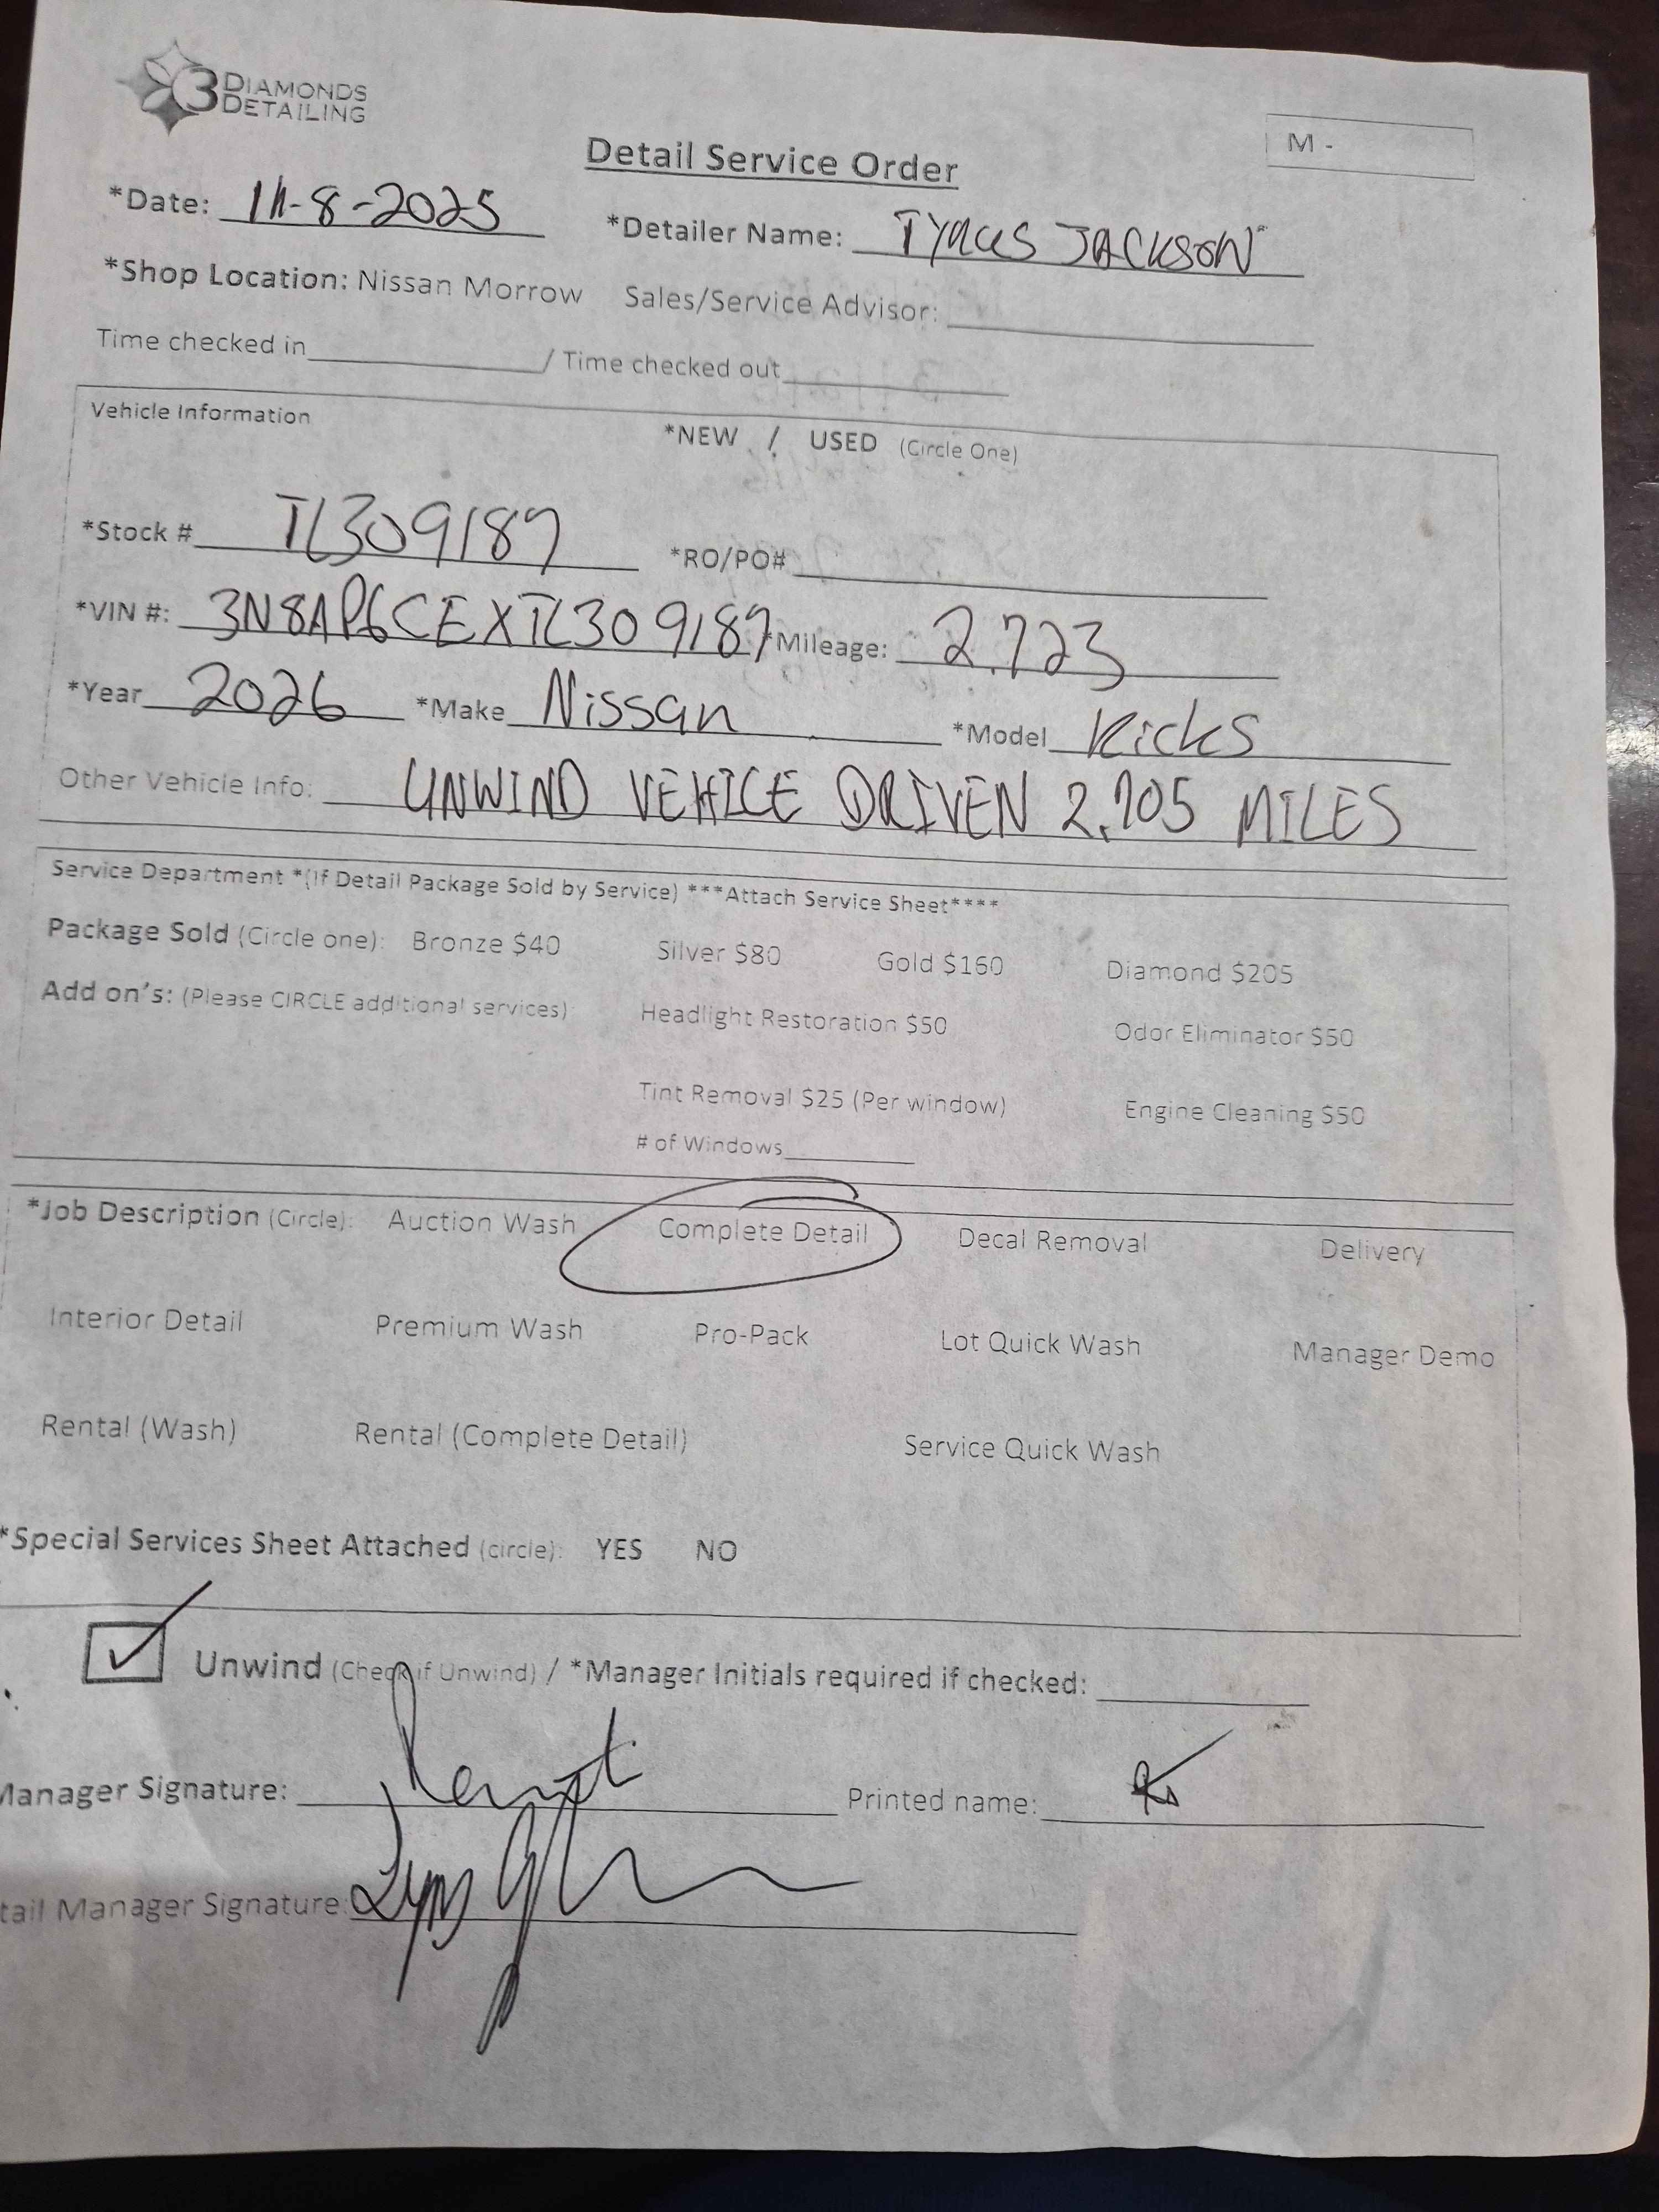 3 DIAMONDS
DETAILING
M -
Detail Service Order
*Date: 11-8-2025 *Detailer Name: JACKSON
*Shop Location: Nissan Morrow Sales/Service Advisor:
Time checked in / Time checked out
Vehicle Information *NEW / USED (Circle One)
*Stock # TL309187 *RO/PO#
*VIN #: 3N8AP6CEXTL309187 *Mileage: 2.723
*Year 2026 *Make Nissan *Model Kicks
Other Vehicle Info: UNWIND VEHICE DRIVEN 2.705 MILES
Service Department *(If Detail Package Sold by Service) ***Attach Service Sheet****
Package Sold (Circle one): Bronze $40 Silver $80 Gold $160 Diamond $205
Add on's: (Please CIRCLE additional services): Headlight Restoration $50 Odor Eliminator $50
Tint Removal $25 (Per window) Engine Cleaning $50
# of Windows
*Job Description (Circle): Auction Wash Complete Detail Decal Removal Delivery
Interior Detail Premium Wash Pro-Pack Lot Quick Wash Manager Demo
Rental (Wash) Rental (Complete Detail) Service Quick Wash
*Special Services Sheet Attached (circle): YES NO
Unwind (Check if Unwind) / *Manager Initials required if checked:
Manager Signature: Printed name:
tail Manager Signature: